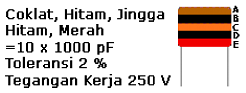 Coklat, Hitam, Jingga
Hitam, Merah
=10 x 1000 pF
Toleransi 2 %
Tegangan Kerja 250 V
A
B
C
D
E